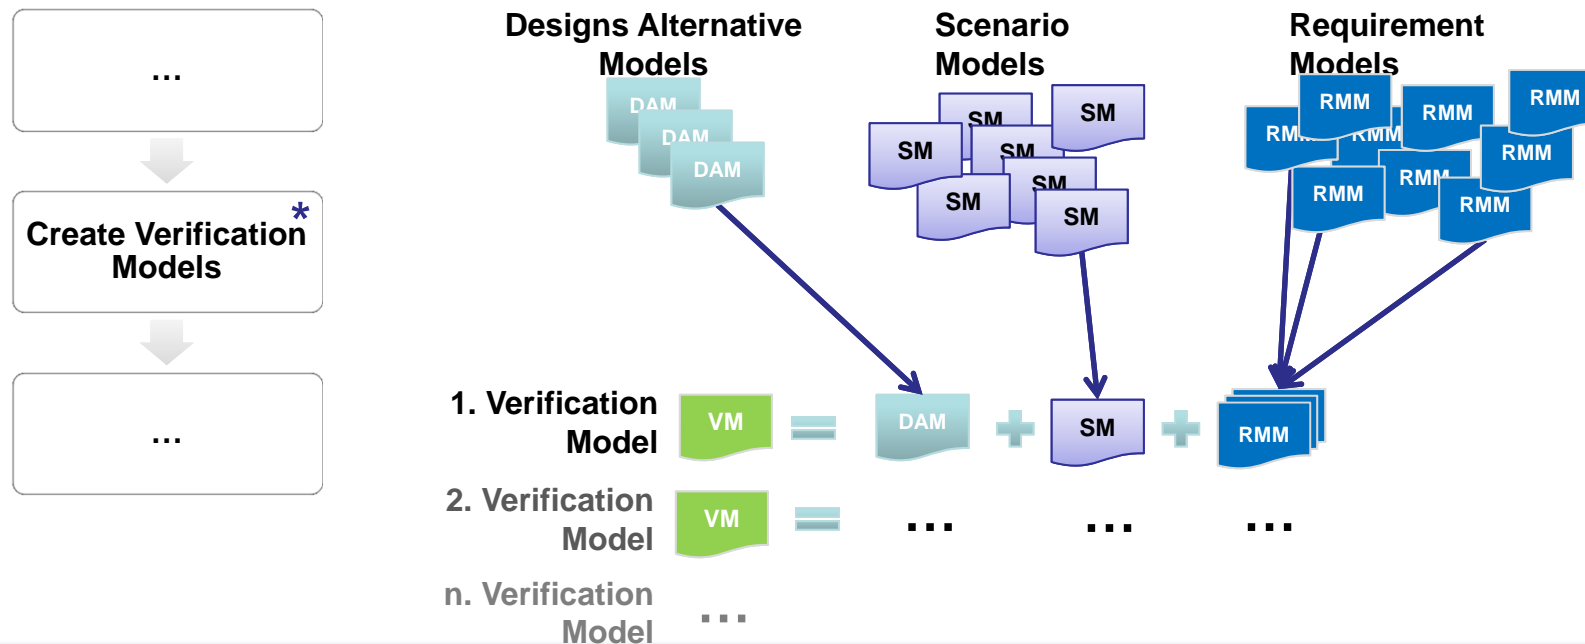 ...
Create Verification*
Models
...
Designs Alternative
Models
DAM
DAM
DAM
Scenario
Models
SM
SM
SM
SM
SM
SM
SM
Requirement
Models
RMM
RMM
RMM
RMM
RMM
RMM
RMM
RMM
RMM
1. Verification
Model
VM = DAM + SM + RMM
2. Verification
Model
VM = ... ... ...
n. Verification
Model
...